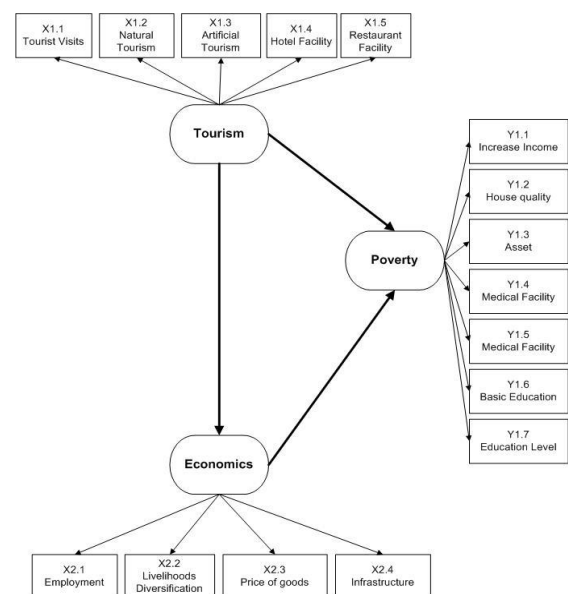 X1.1
Tourist Visits
X1.2
Natural
Tourism
X1.3
Artificial
Tourism
X1.4
Hotel Facility
X1.5
Restaurant
Facility
Tourism
Y1.1
Increase Income
Y1.2
House quality
Y1.3
Asset
Poverty
Y1.4
Medical Facility
Y1.5
Medical Facility
Y1.6
Basic Education
Y1.7
Education Level
Economics
X2.1
Employment
X2.2
Livelihoods
Diversification
X2.3
Price of goods
X2.4
Infrastructure